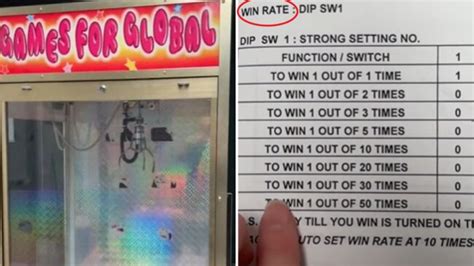 GAMES FOR GLOBAL
WIN RATE : DIP SW1
DIP SW 1 : STRONG SETTING NO.
FUNCTION / SWITCH 1
TO WIN 1 OUT OF 1 TIME 1
TO WIN 1 OUT OF 2 TIMES 0
TO WIN 1 OUT OF 3 TIMES 0
TO WIN 1 OUT OF 5 TIMES 0
TO WIN 1 OUT OF 10 TIMES 0
TO WIN 1 OUT OF 20 TIMES 0
TO WIN 1 OUT OF 30 TIMES 0
TO WIN 1 OUT OF 50 TIMES 0
TILL YOU WIN IS TURNED ON
AUTO SET WIN RATE AT 10 TIMES